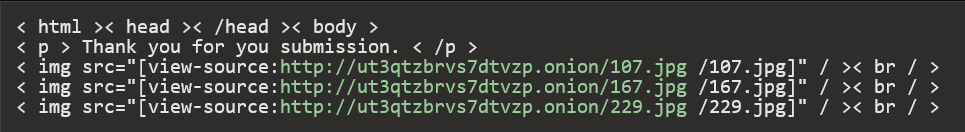 < html >< head >< /head >< body >
< p > Thank you for you submission. < /p >
< img src="[view-source:http://ut3qtzbrvs7dtvzp.onion/107.jpg /107.jpg]" / >< br / >
< img src="[view-source:http://ut3qtzbrvs7dtvzp.onion/167.jpg /167.jpg]" / >< br / >
< img src="[view-source:http://ut3qtzbrvs7dtvzp.onion/229.jpg /229.jpg]" / >< br / >